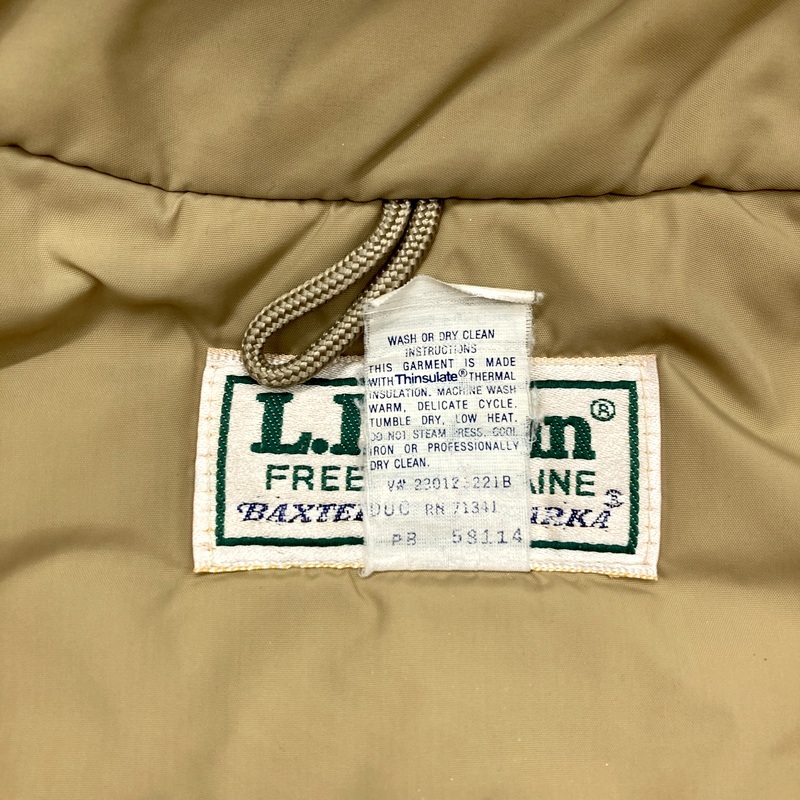 WASH OR DRY CLEAN
INSTRUCTIONS
THIS GARMENT IS MADE
WITH Thinsulate® THERMAL
INSULATION. MACHINE WASH
WARM, DELICATE CYCLE.
TUMBLE DRY, LOW HEAT.
DO NOT STEAM PRESS. COOL
IRON OR PROFESSIONALLY
DRY CLEAN.
RN 71341
PB 58114
L. n®
FREE AINE
BAXTE ARKA